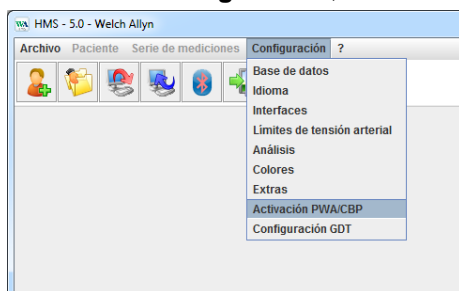 HMS - 5.0 - Welch Allyn
Archivo Paciente Serie de mediciones Configuración ?
Base de datos
Idioma
Interfaces
Límites de tensión arterial
Análisis
Colores
Extras
Activación PWA/CBP
Configuración GDT